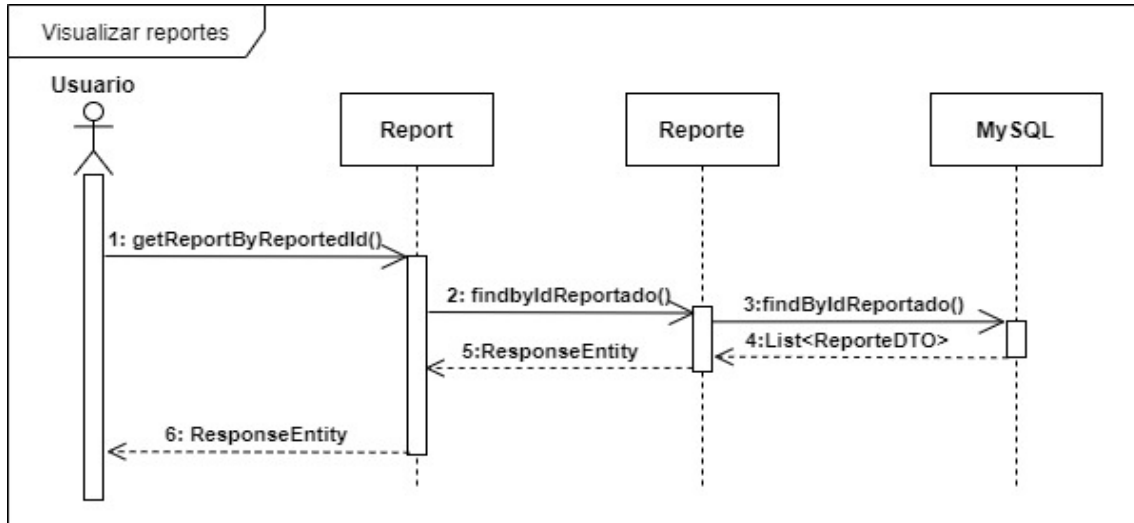 Visualizar reportes
Usuario
Report
Reporte
MySQL
1: getReportByReportedId()
2: findbyIdReportado()
3:findByIdReportado()
4:List<ReporteDTO>
5:ResponseEntity
6: ResponseEntity